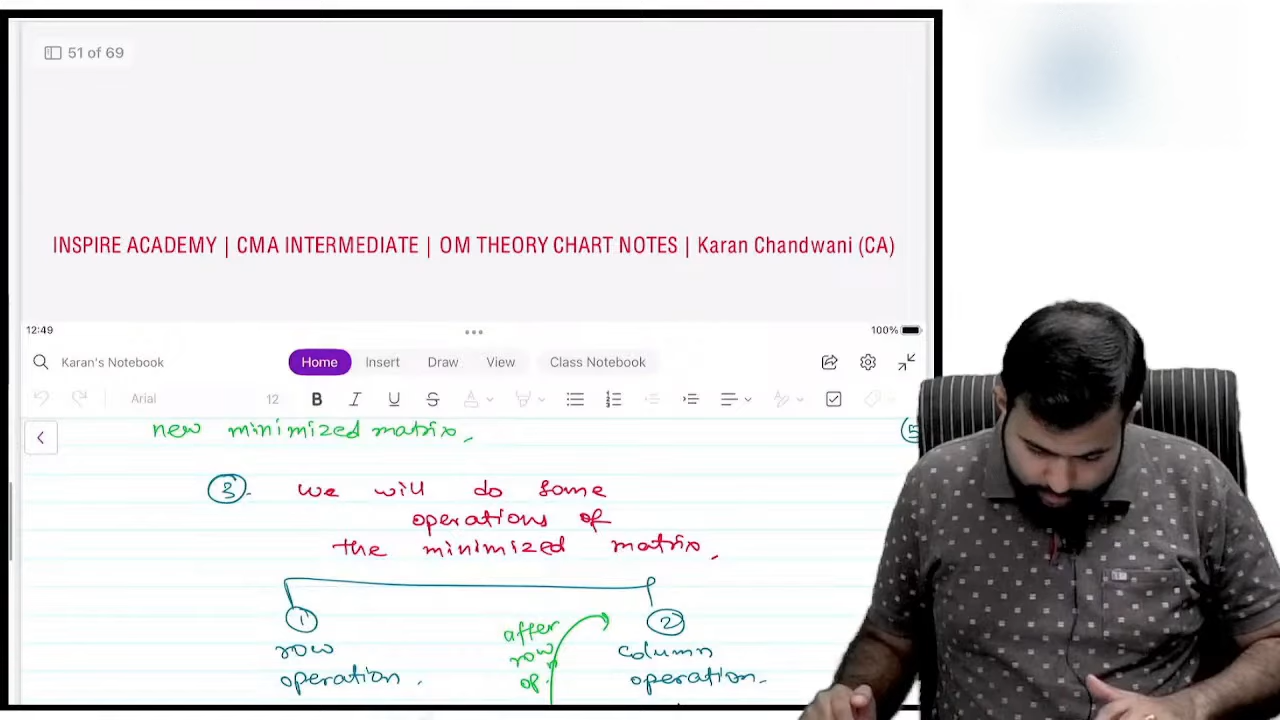 51 of 69
INSPIRE ACADEMY | CMA INTERMEDIATE | OM THEORY CHART NOTES | Karan Chandwani (CA)
12:49
100%
Karan's Notebook
Home Insert Draw View Class Notebook
Arial 12 B I U S A
new minimized matrix.
5
3. we will do some
operations of
the minimized matrix.
1 2
row operation.
after row op.
column operation.